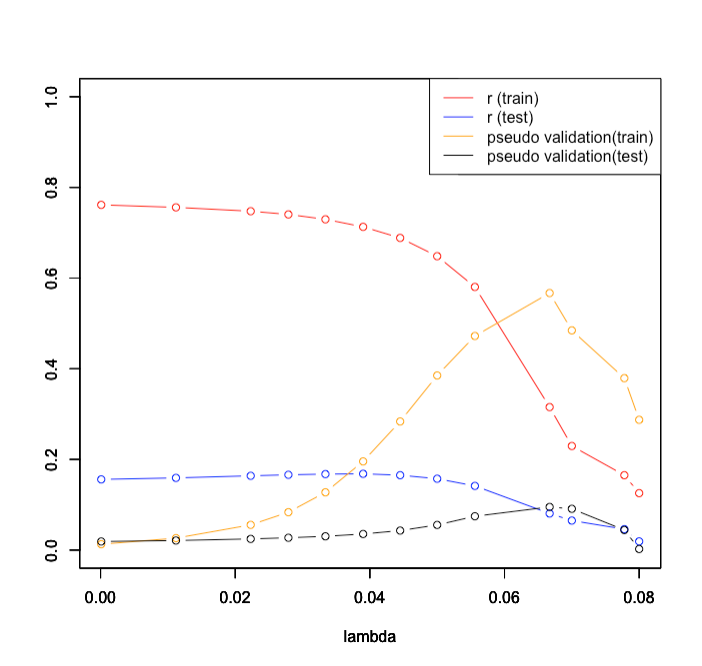 r (train)
r (test)
pseudo validation(train)
pseudo validation(test)
1.0
0.8
0.6
0.4
0.2
0.0
0.00 0.02 0.04 0.06 0.08
lambda